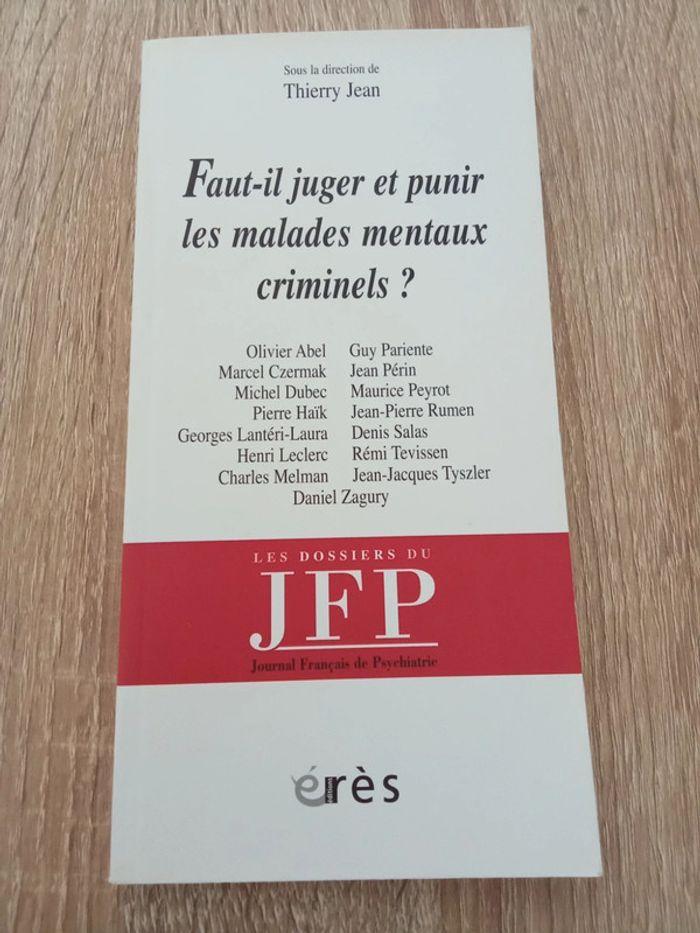 Sous la direction de
Thierry Jean
Faut-il juger et punir
les malades mentaux
criminels ?
Olivier Abel Guy Pariente
Marcel Czermak Jean Périn
Michel Dubec Maurice Peyrot
Pierre Haïk Jean-Pierre Rumen
Georges Lantéri-Laura Denis Salas
Henri Leclerc Rémi Tevissen
Charles Melman Jean-Jacques Tyszler
Daniel Zagury
LES DOSSIERS DU
JFP
Journal Français de Psychiatrie
érès
éditions